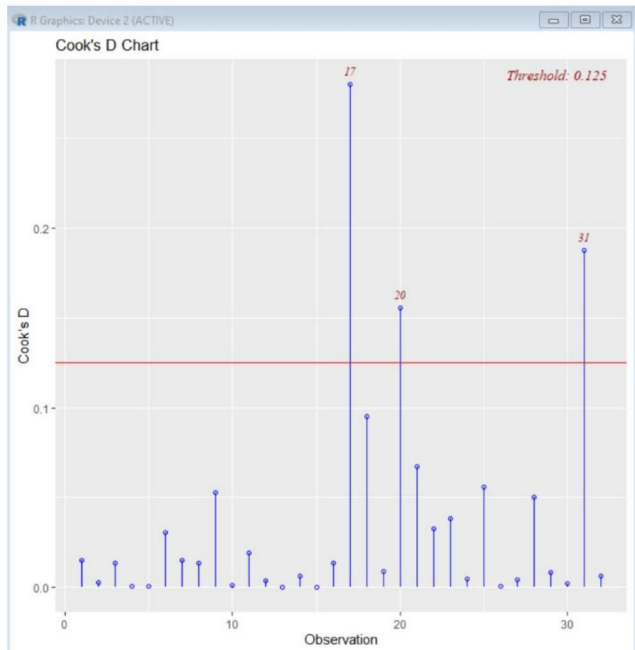 R Graphics: Device 2 (ACTIVE)
Cook's D Chart
17
Threshold: 0.125
31
20
0.2
0.1
0.0
Cook's D
0
10
20
30
Observation